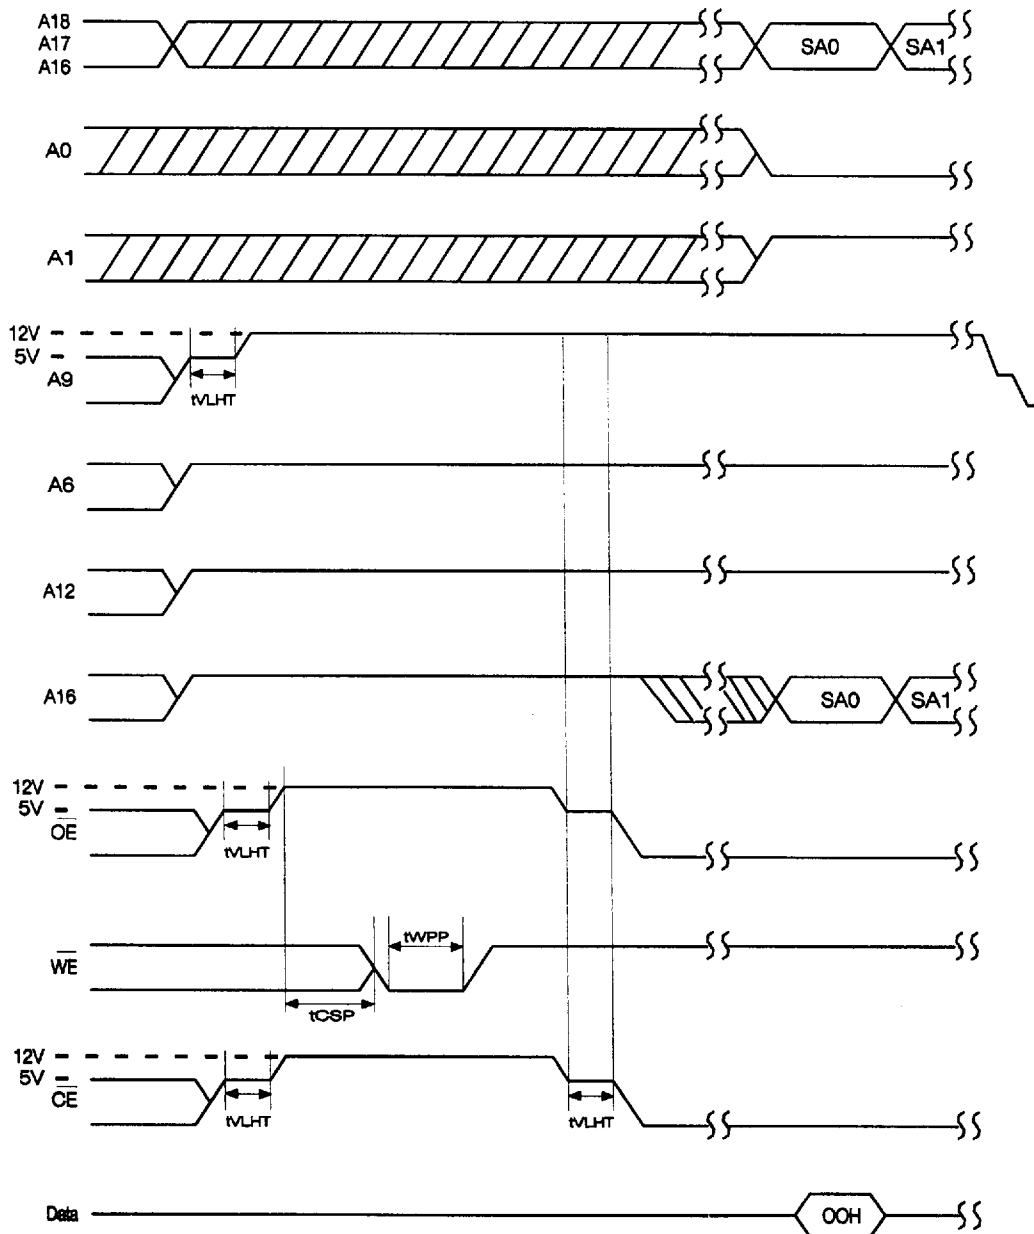 A18
A17 SA0 SA1
A16
A0
A1
12V
5V
A9
tVLHT
A6
A12
A16 SA0 SA1
12V
5V
OE
tVLHT
tWPP
WE
tCSP
12V
5V
CE
tVLHT tVLHT
Data OOH